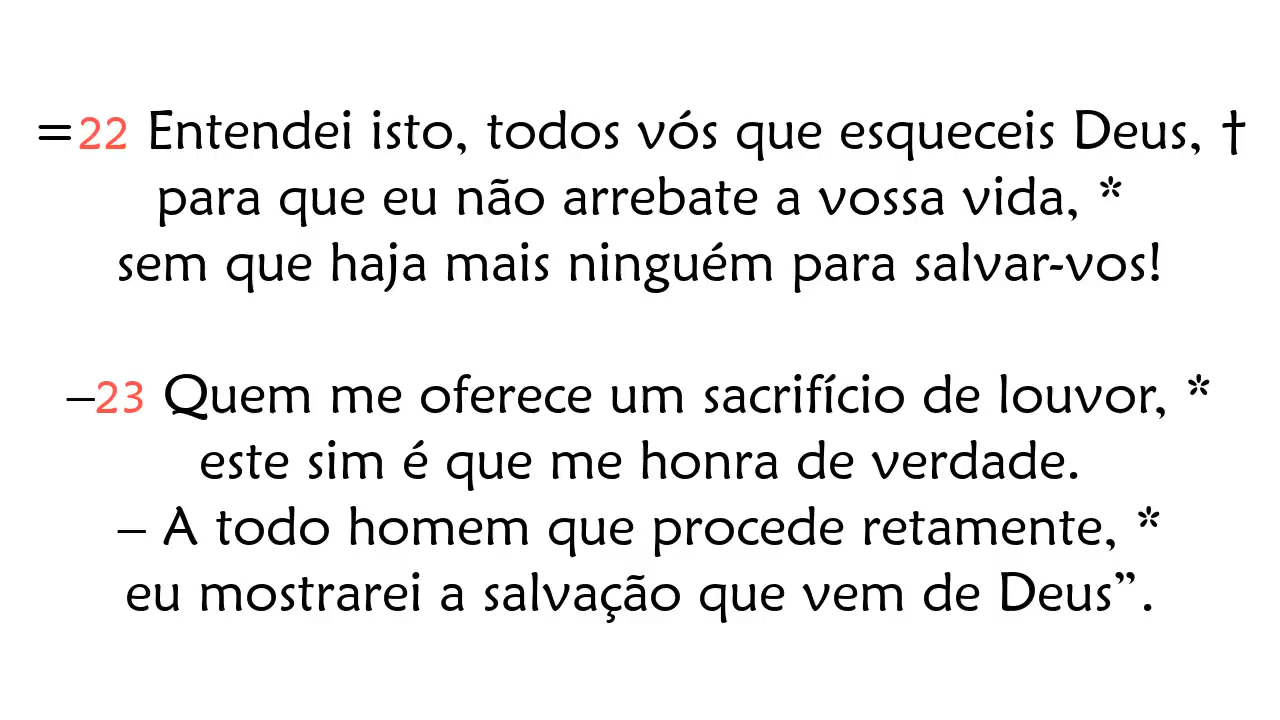 =22 Entendei isto, todos vós que esqueceis Deus, †
para que eu não arrebate a vossa vida, *
sem que haja mais ninguém para salvar-vos!
–23 Quem me oferece um sacrifício de louvor, *
este sim é que me honra de verdade.
– A todo homem que procede retamente, *
eu mostrarei a salvação que vem de Deus”.